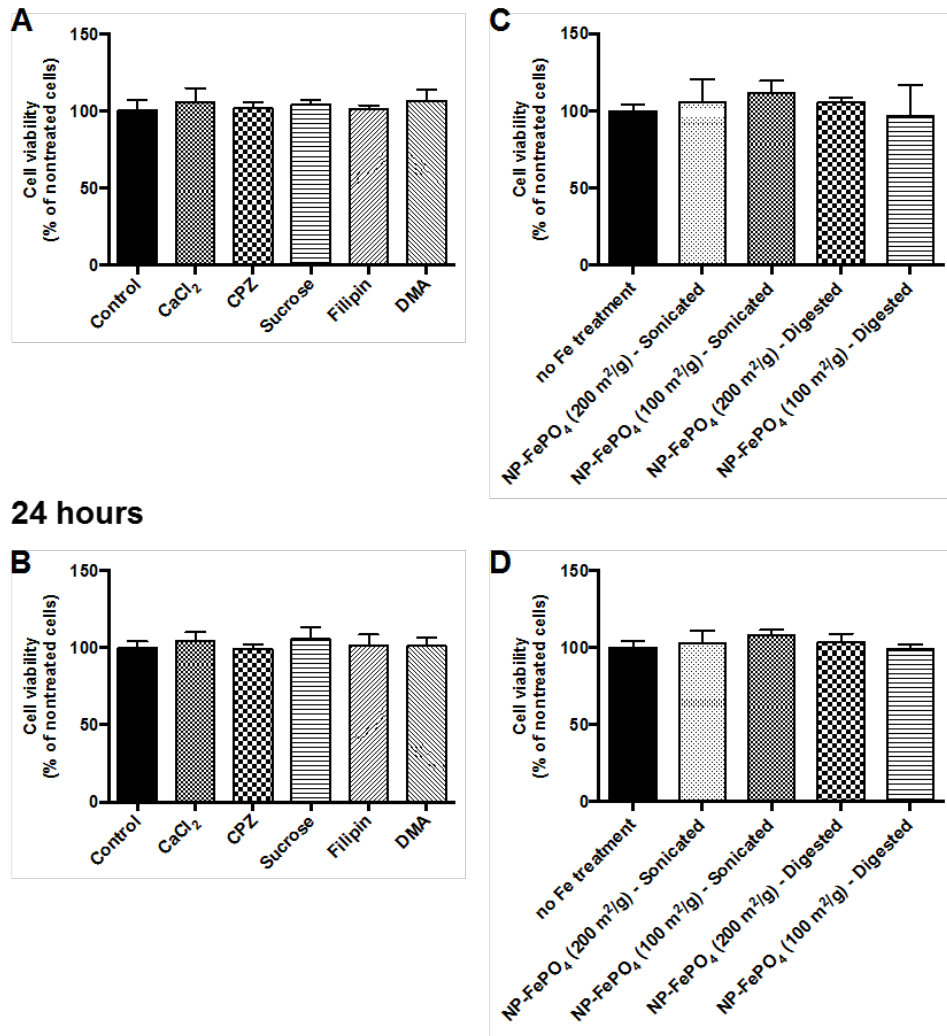 A
Cell viability
(% of nontreated cells)
150
100
50
0
Control
CaCl₂
CPZ
Sucrose
Filipin
DMA
C
Cell viability
(% of nontreated cells)
150
100
50
0
no Fe treatment
NP-FePO₄ (200 m²/g) - Sonicated
NP-FePO₄ (100 m²/g) - Sonicated
NP-FePO₄ (200 m²/g) - Digested
NP-FePO₄ (100 m²/g) - Digested
24 hours
B
Cell viability
(% of nontreated cells)
150
100
50
0
Control
CaCl₂
CPZ
Sucrose
Filipin
DMA
D
Cell viability
(% of nontreated cells)
150
100
50
0
no Fe treatment
NP-FePO₄ (200 m²/g) - Sonicated
NP-FePO₄ (100 m²/g) - Sonicated
NP-FePO₄ (200 m²/g) - Digested
NP-FePO₄ (100 m²/g) - Digested